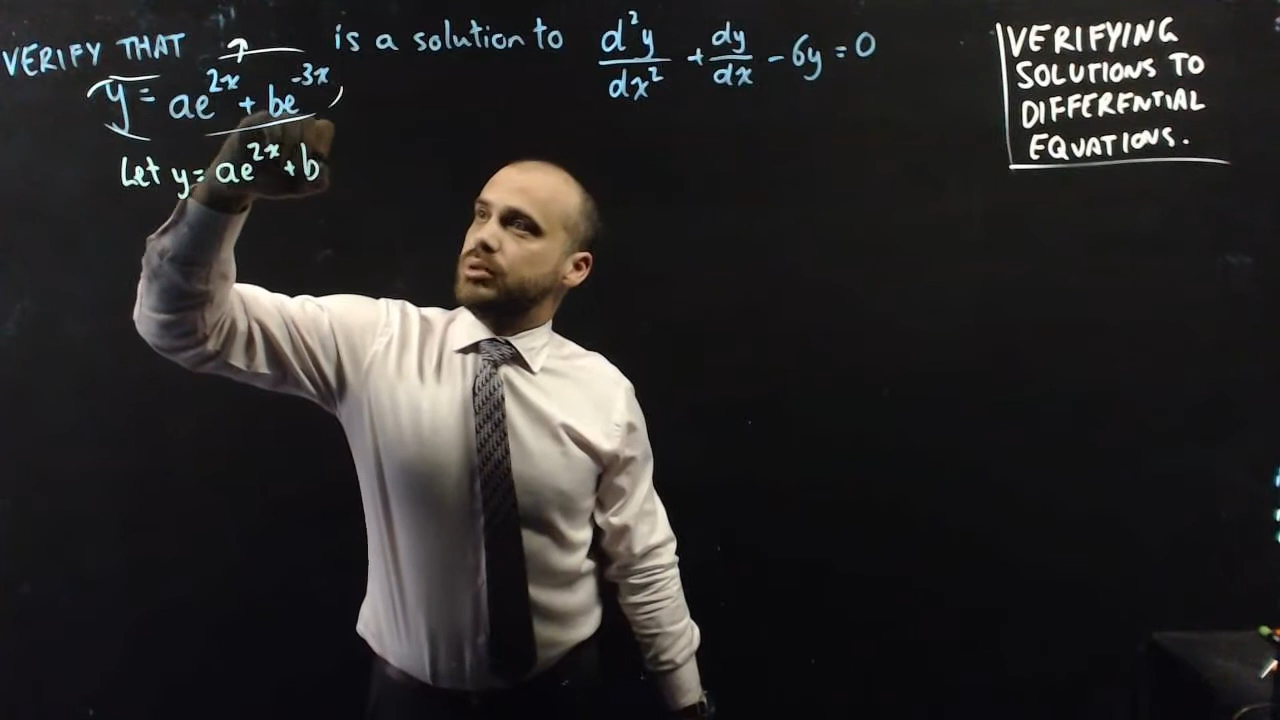 VERIFY THAT
y = ae^{2x} + be^{-3x}
is a solution to d²y/dx² + dy/dx - 6y = 0
Let y = ae^{2x} + b
VERIFYING
SOLUTIONS TO
DIFFERENTIAL
EQUATIONS.